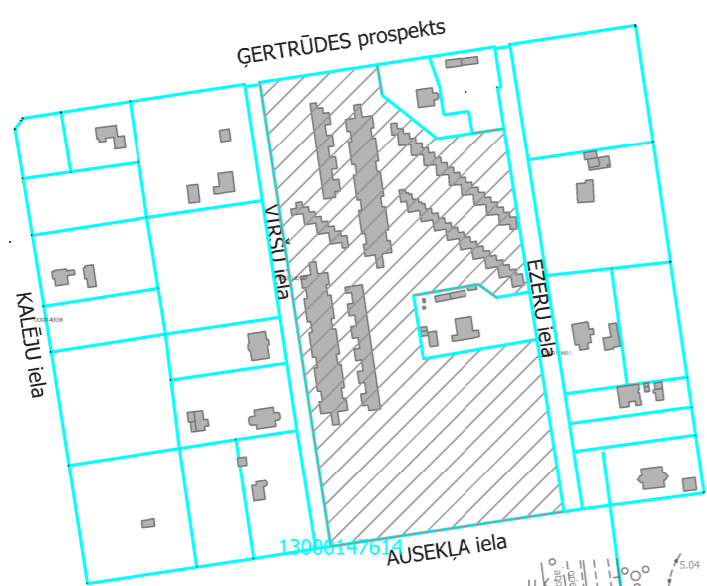 ĢERTRŪDES prospekts
VIRŠU iela
EZERU iela
KALĒJU iela
13000147614
AUSEKĻA iela
5.04